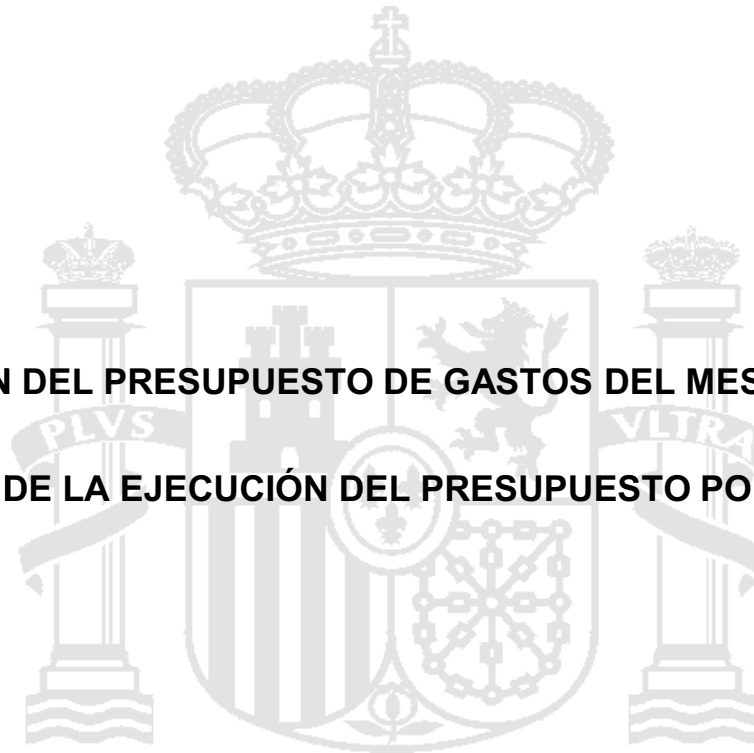 N DEL PRESUPUESTO DE GASTOS DEL MES
PLVS VLTRA
DE LA EJECUCIÓN DEL PRESUPUESTO PO